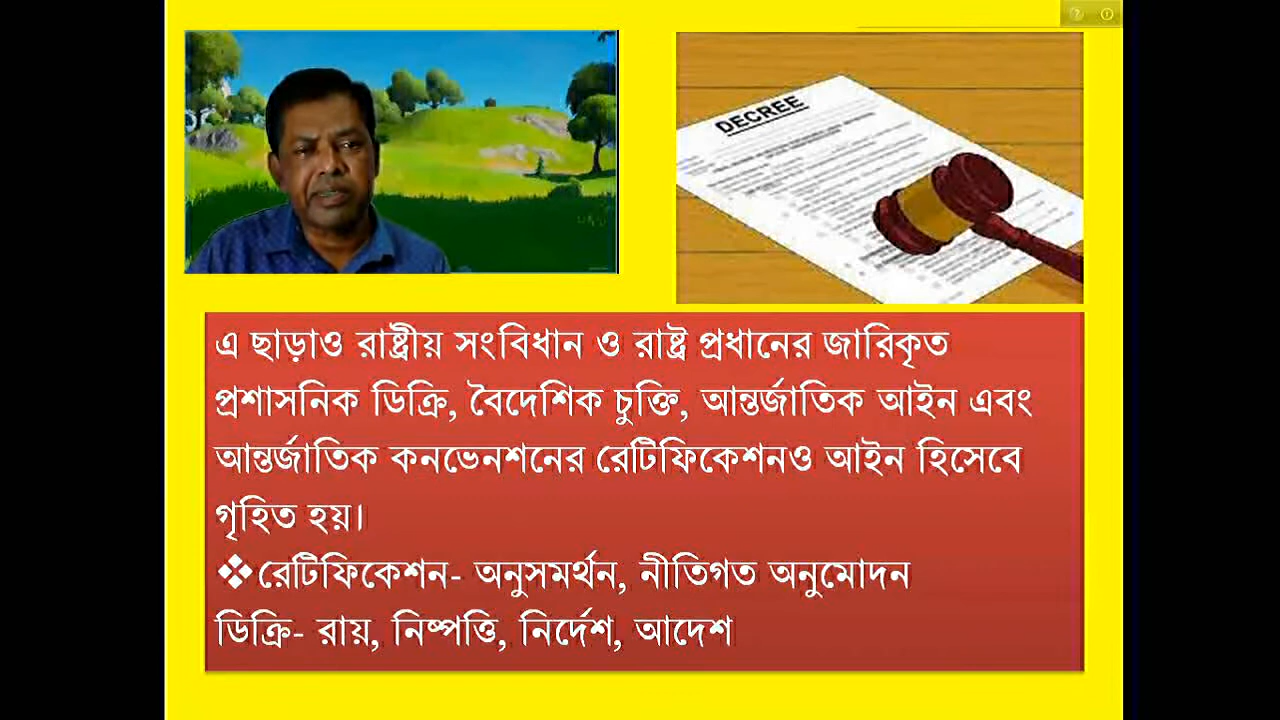 DECREE
এ ছাড়াও রাষ্ট্রীয় সংবিধান ও রাষ্ট্র প্রধানের জারিকৃত
প্রশাসনিক ডিক্রি, বৈদেশিক চুক্তি, আন্তর্জাতিক আইন এবং
আন্তর্জাতিক কনভেনশনের রেটিফিকেশনও আইন হিসেবে
গৃহিত হয়।
❖রেটিফিকেশন- অনুসমর্থন, নীতিগত অনুমোদন
ডিক্রি- রায়, নিষ্পত্তি, নির্দেশ, আদেশ